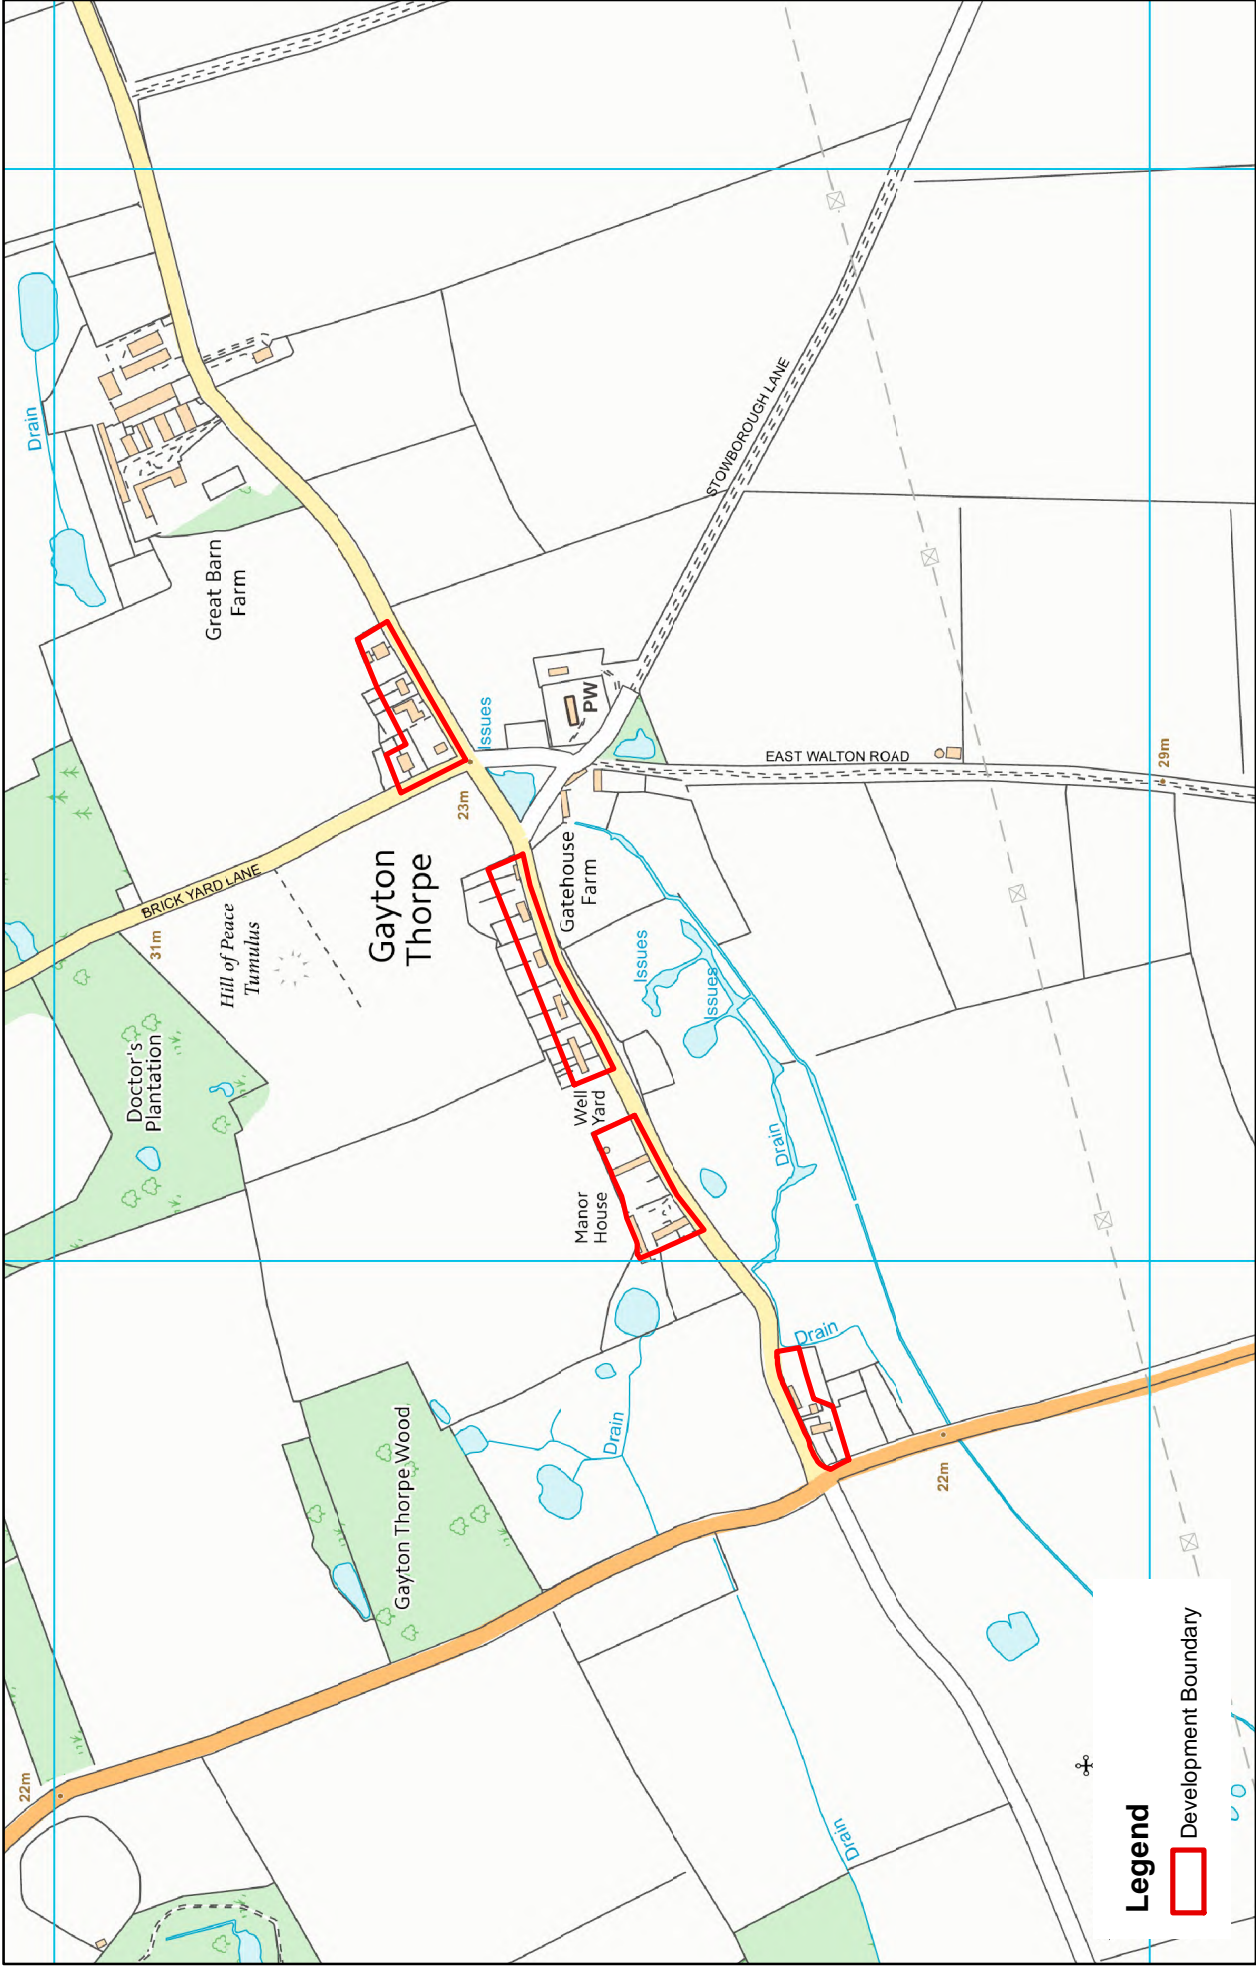 22m
Drain
Great Barn
Farm
BRICK YARD LANE
31m
Hill of Peace
Tumulus
Doctor's
Plantation
Gayton
Thorpe
23m
Issues
PW
STOWBOROUGH LANE
EAST WALTON ROAD
29m
Gatehouse
Farm
Issues
Issues
Well
Yard
Manor
House
Drain
Drain
Drain
Gayton Thorpe Wood
22m
Drain
Legend
Development Boundary